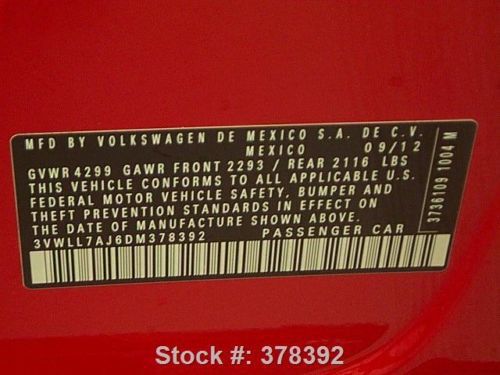 MFD BY VOLKSWAGEN DE MEXICO S.A. DE C.V.
MEXICO 09/12
GVWR 4299 GAWR FRONT 2293 / REAR 2116 LBS
THIS VEHICLE CONFORMS TO ALL APPLICABLE U.S.
FEDERAL MOTOR VEHICLE SAFETY, BUMPER AND
THEFT PREVENTION STANDARDS IN EFFECT ON
THE DATE OF MANUFACTURE SHOWN ABOVE.
3VWLL7AJ6DM378392 PASSENGER CAR
3736T09 1004 M
Stock #: 378392